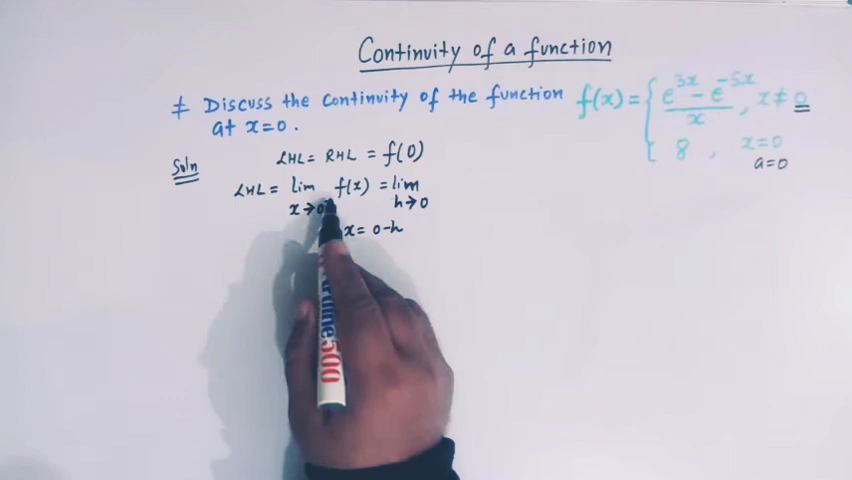 Continuity of a function
≠ Discuss the continuity of the function f(x) = { e^3x - e^-5x / x , x ≠ 0
at x=0.
8 , x=0
a=0
Soln
LHL = RHL = f(0)
LHL = lim f(x) = lim
x→0 h→0
x = 0-h
500